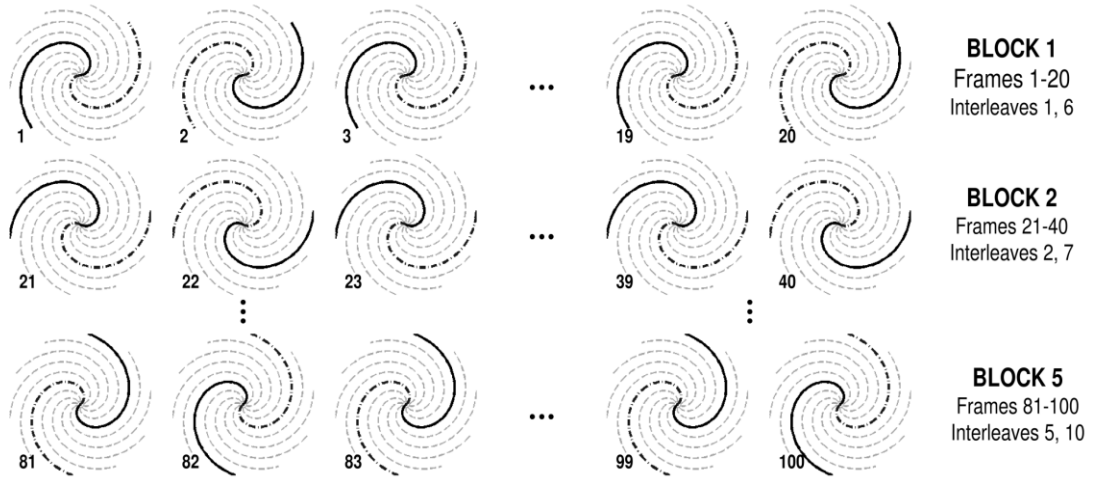 1 2 3 ... 19 20
BLOCK 1
Frames 1-20
Interleaves 1, 6
21 22 23 ... 39 40
BLOCK 2
Frames 21-40
Interleaves 2, 7
81 82 83 ... 99 100
BLOCK 5
Frames 81-100
Interleaves 5, 10